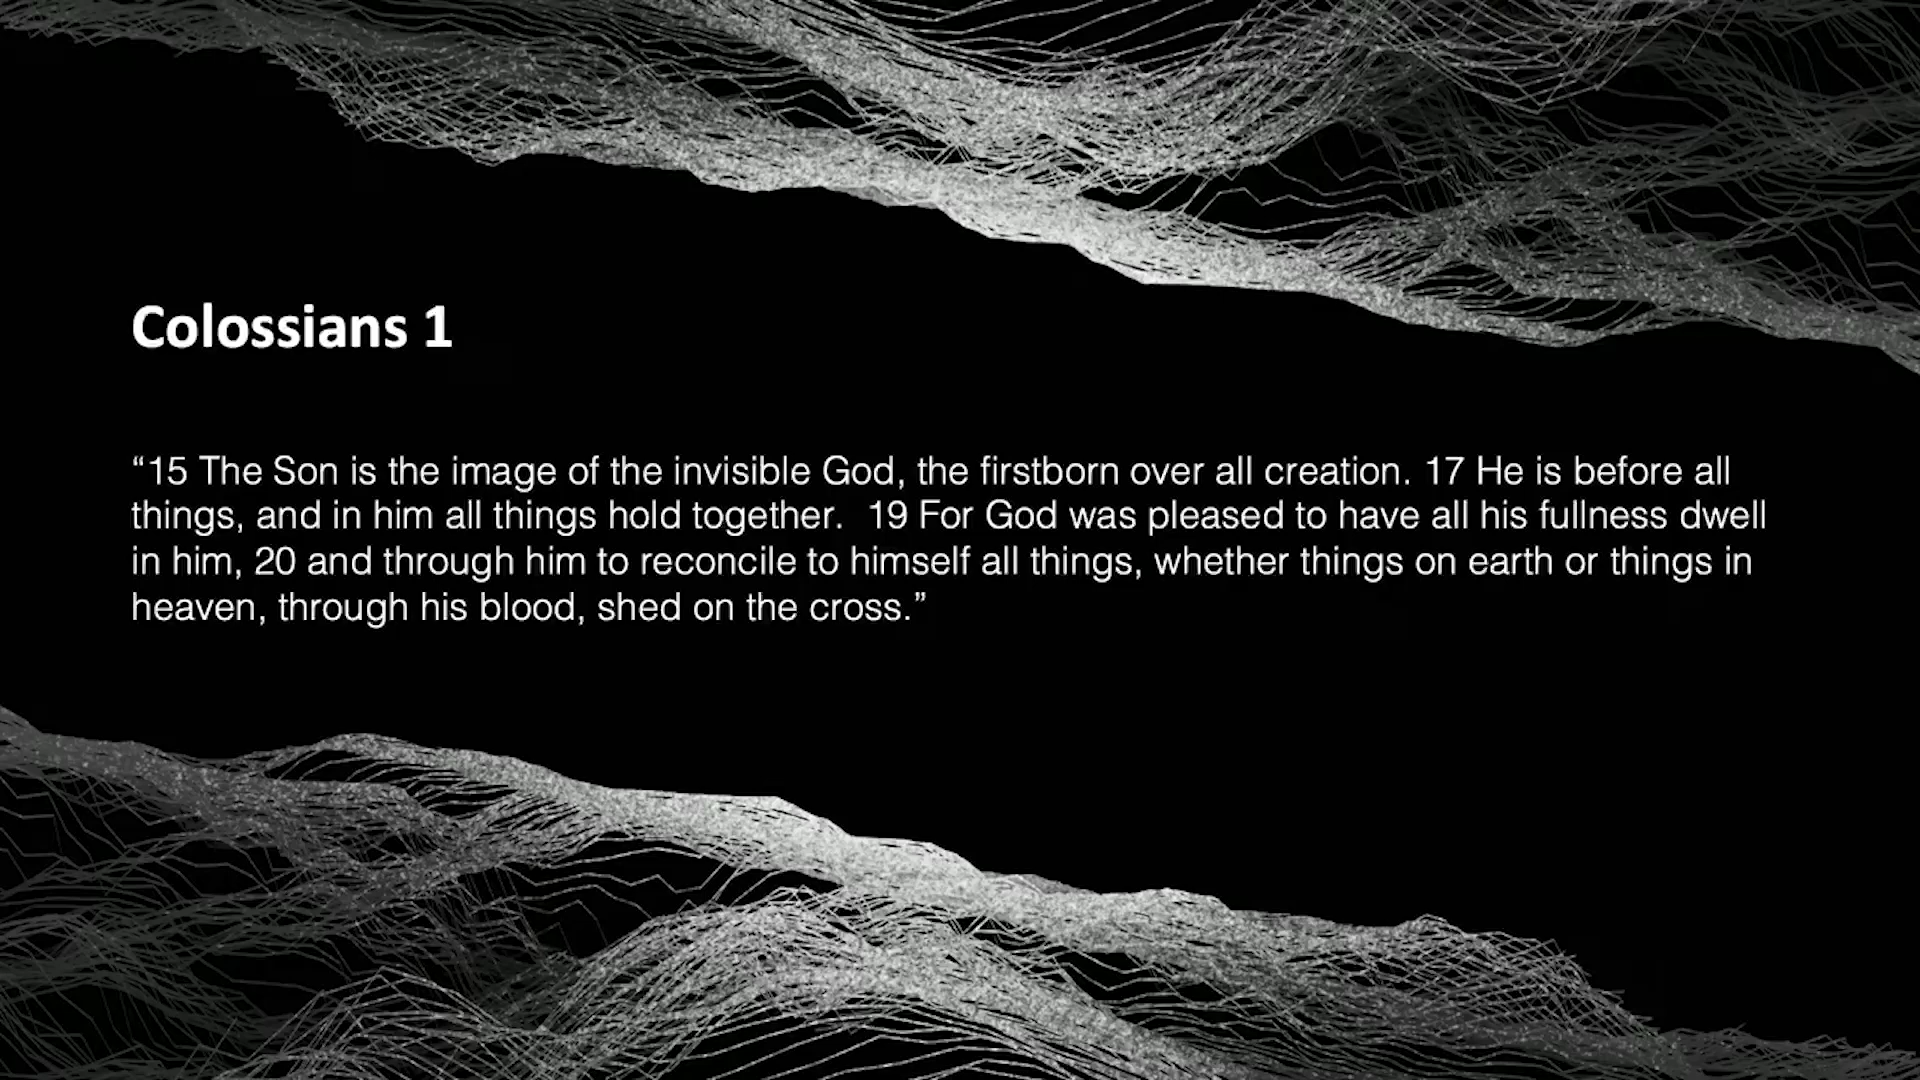 Colossians 1
“15 The Son is the image of the invisible God, the firstborn over all creation. 17 He is before all
things, and in him all things hold together.  19 For God was pleased to have all his fullness dwell
in him, 20 and through him to reconcile to himself all things, whether things on earth or things in
heaven, through his blood, shed on the cross.”